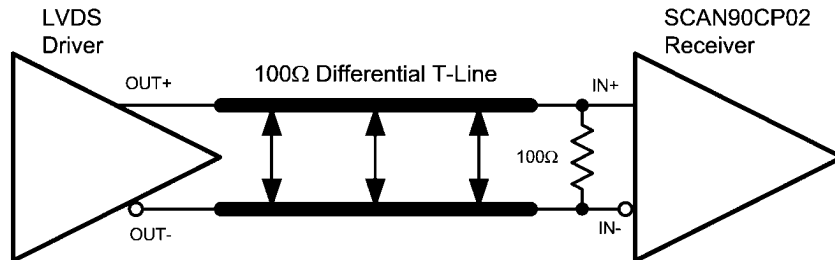 LVDS
Driver
SCAN90CP02
Receiver
OUT+
100Ω Differential T-Line
IN+
100Ω
OUT-
IN-